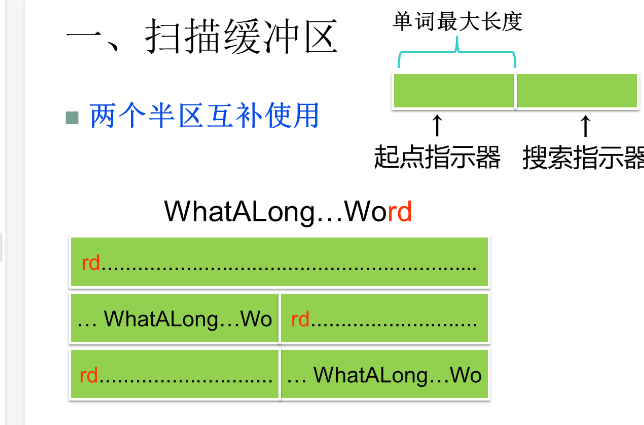 一、扫描缓冲区
单词最大长度
■ 两个半区互补使用
↑ ↑
起点指示器 搜索指示器
WhatALong…Word
rd..............................................................
… WhatALong…Wo rd............................
rd............................. … WhatALong…Wo